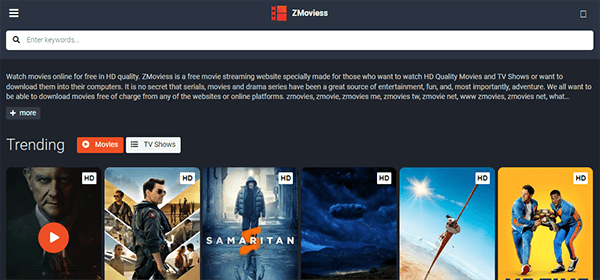 ZMoviess
Enter keywords...
Watch movies online for free in HD quality. ZMoviess is a free movie streaming website specially made for those who want to watch HD Quality Movies and TV Shows or want to
download them into their computers. It is no secret that serials, movies and drama series have been a great source of entertainment, fun, and, most importantly, adventure. We all want to
be able to download movies free of charge from any of the websites or online platforms. zmovies, zmovie, zmovies me, zmovies tw, zmovie net, www zmovies, zmovies net, what...
+ more
Trending
Movies
TV Shows
HD
HD
HD
HD
HD
HD
SAMARITAN